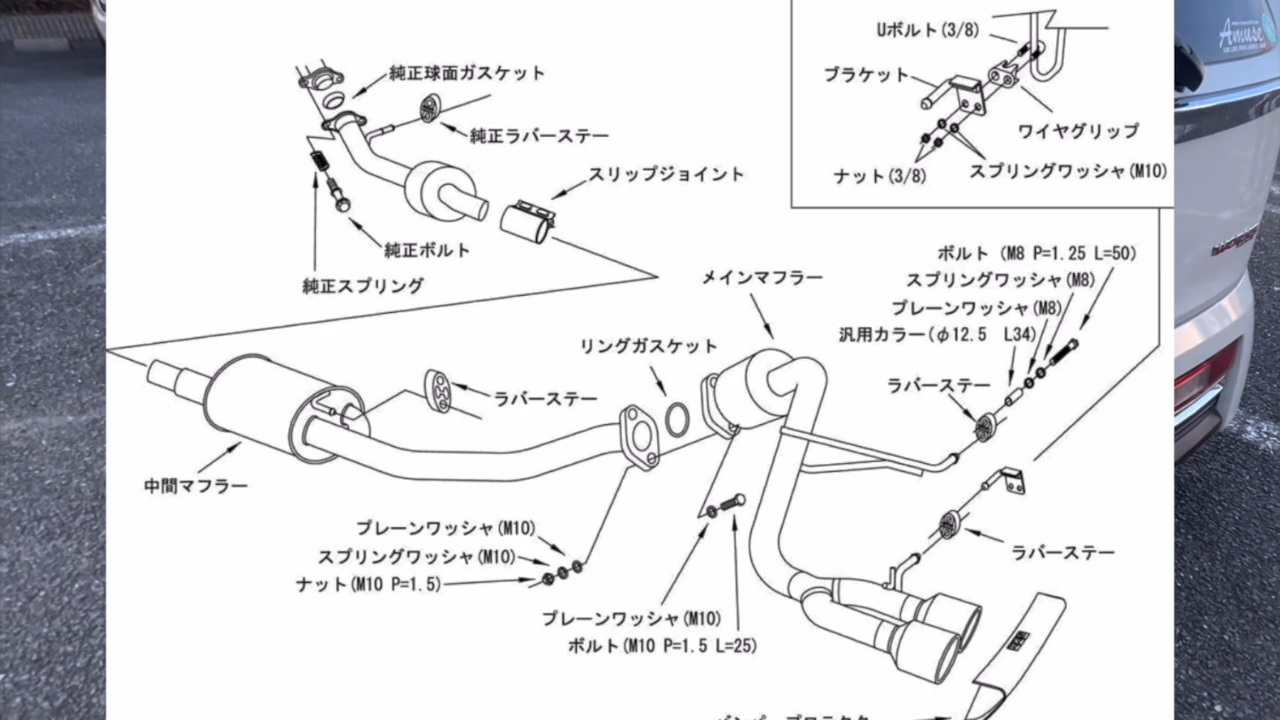 Uボルト(3/8)
ブラケット
ワイヤグリップ
スプリングワッシャ(M10)
ナット(3/8)
純正球面ガスケット
純正ラバーステー
スリップジョイント
純正ボルト
純正スプリング
ボルト (M8 P=1.25 L=50)
スプリングワッシャ(M8)
プレーンワッシャ(M8)
汎用カラー(φ12.5 L34)
メインマフラー
リングガスケット
ラバーステー
ラバーステー
中間マフラー
プレーンワッシャ(M10)
スプリングワッシャ(M10)
ナット(M10 P=1.5)
ラバーステー
プレーンワッシャ(M10)
ボルト(M10 P=1.5 L=25)
Amuse